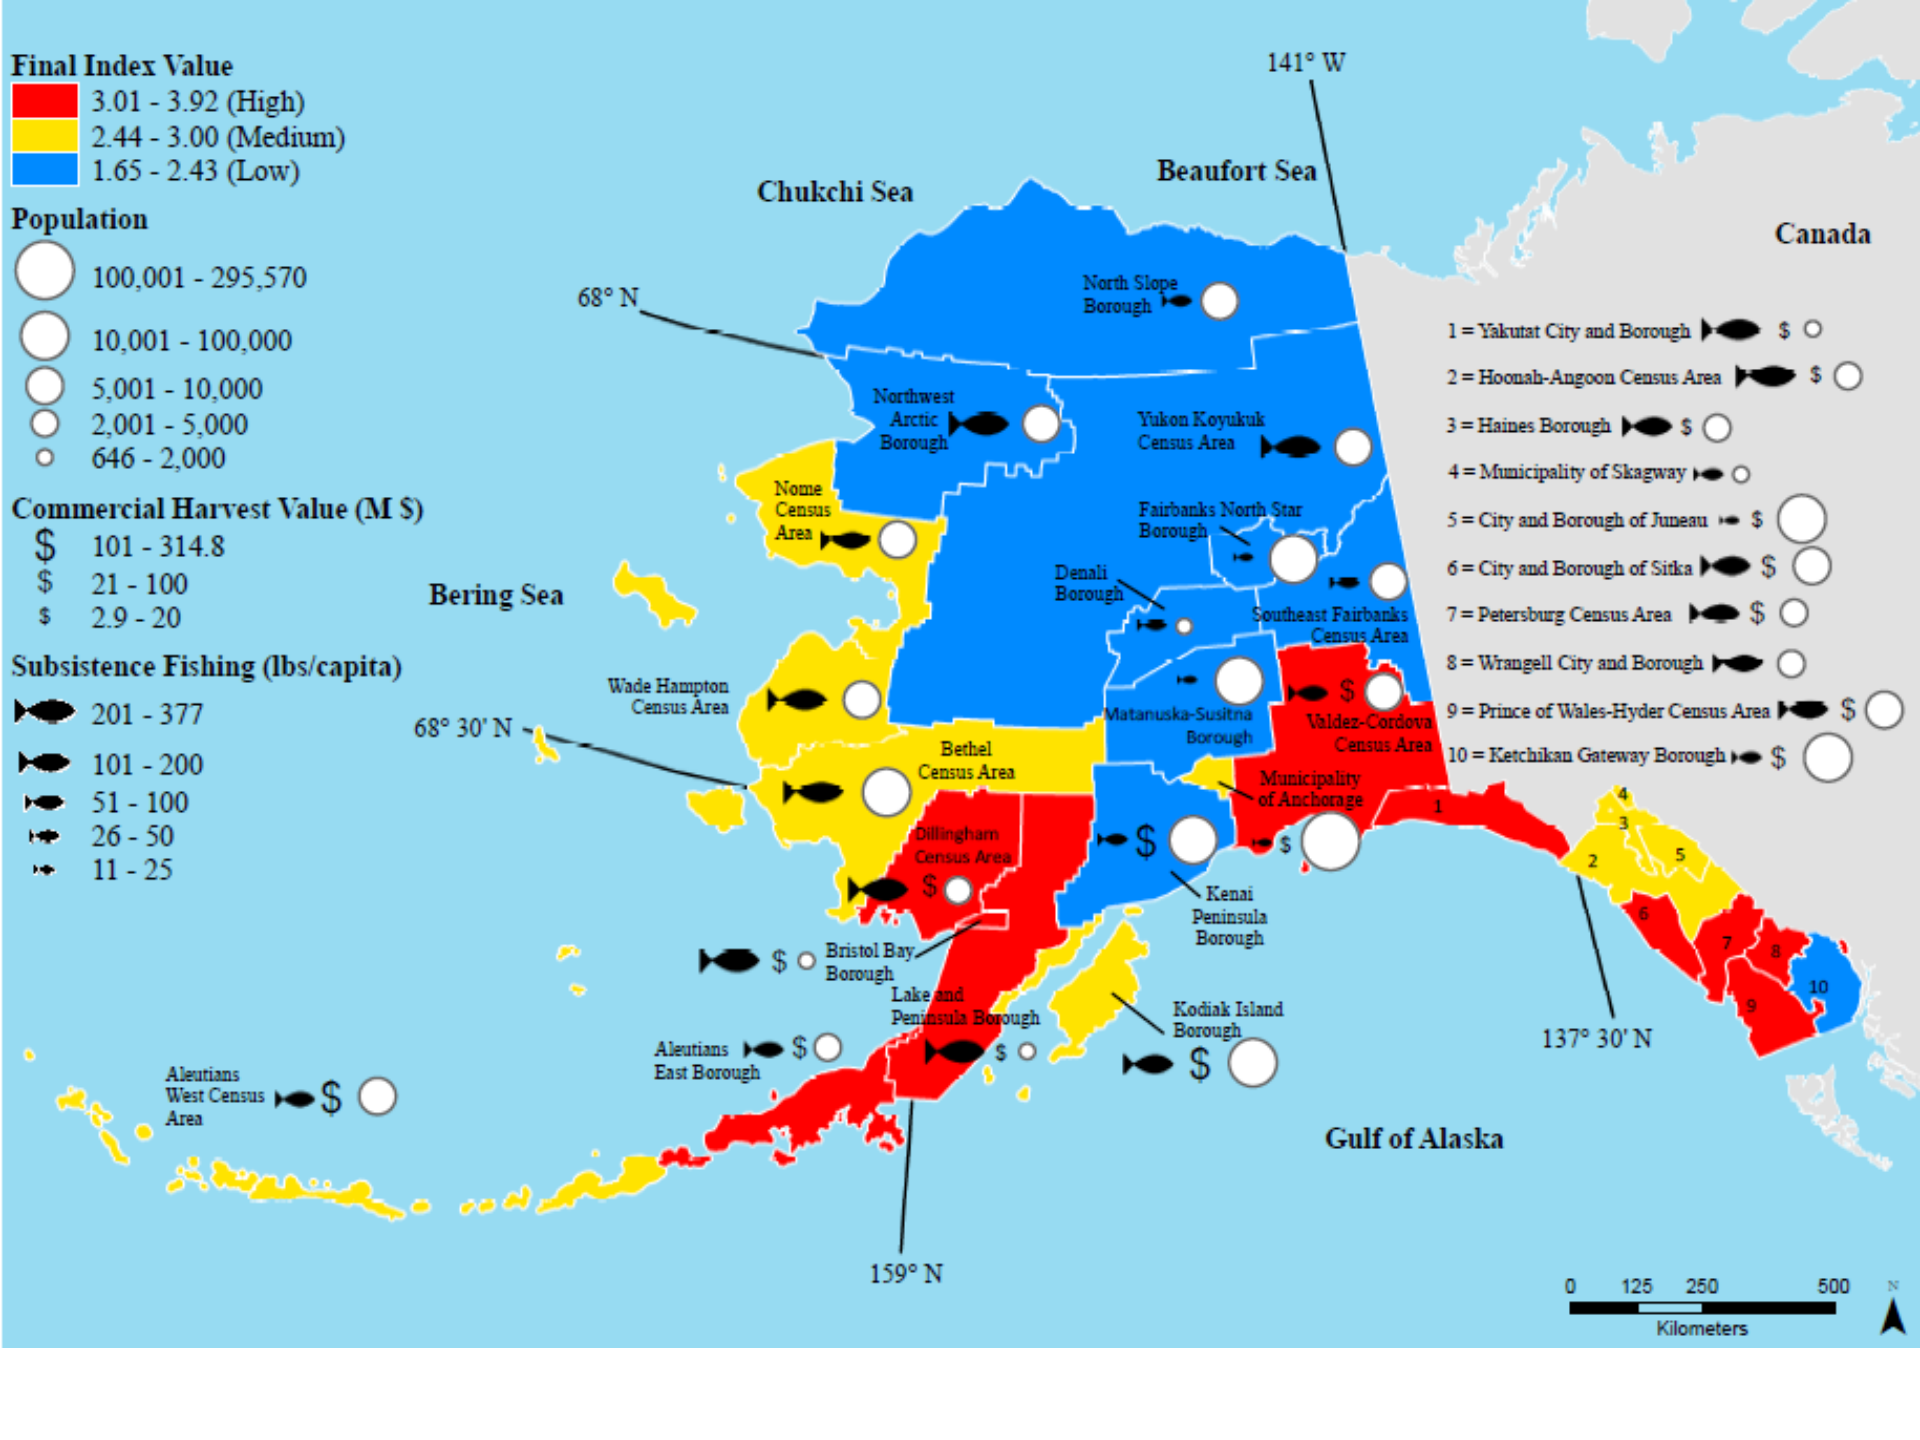 Final Index Value
3.01 - 3.92 (High)
2.44 - 3.00 (Medium)
1.65 - 2.43 (Low)
Population
100,001 - 295,570
10,001 - 100,000
5,001 - 10,000
2,001 - 5,000
646 - 2,000
Commercial Harvest Value (M $)
$ 101 - 314.8
$ 21 - 100
$ 2.9 - 20
Subsistence Fishing (lbs/capita)
201 - 377
101 - 200
51 - 100
26 - 50
11 - 25
141° W
Beaufort Sea
Chukchi Sea
Canada
68° N
North Slope
Borough
Northwest
Arctic
Borough
Yukon Koyukuk
Census Area
Nome
Census
Area
Fairbanks North Star
Borough
Denali
Borough
Southeast Fairbanks
Census Area
Bering Sea
Wade Hampton
Census Area
68° 30' N
Bethel
Census Area
Matanuska-Susitna
Borough
$
Valdez-Cordova
Census Area
Municipality
of Anchorage
$
Dillingham
Census Area
$
$
Kenai
Peninsula
Borough
$
Bristol Bay
Borough
Lake and
Peninsula Borough
$
Kodiak Island
Borough
$
Aleutians
East Borough
$
Aleutians
West Census
Area
$
159° N
Gulf of Alaska
137° 30' N
1 = Yakutat City and Borough $
2 = Hoonah-Angoon Census Area $
3 = Haines Borough $
4 = Municipality of Skagway
5 = City and Borough of Juneau $
6 = City and Borough of Sitka $
7 = Petersburg Census Area $
8 = Wrangell City and Borough
9 = Prince of Wales-Hyder Census Area $
10 = Ketchikan Gateway Borough $
1
4
3
2
5
6
7
8
9
10
0 125 250 500
Kilometers
N